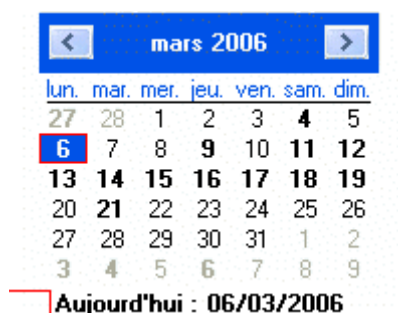 mars 2006
lun. mar. mer. jeu. ven. sam. dim.
27 28 1 2 3 4 5
6 7 8 9 10 11 12
13 14 15 16 17 18 19
20 21 22 23 24 25 26
27 28 29 30 31 1 2
3 4 5 6 7 8 9
Aujourd'hui : 06/03/2006